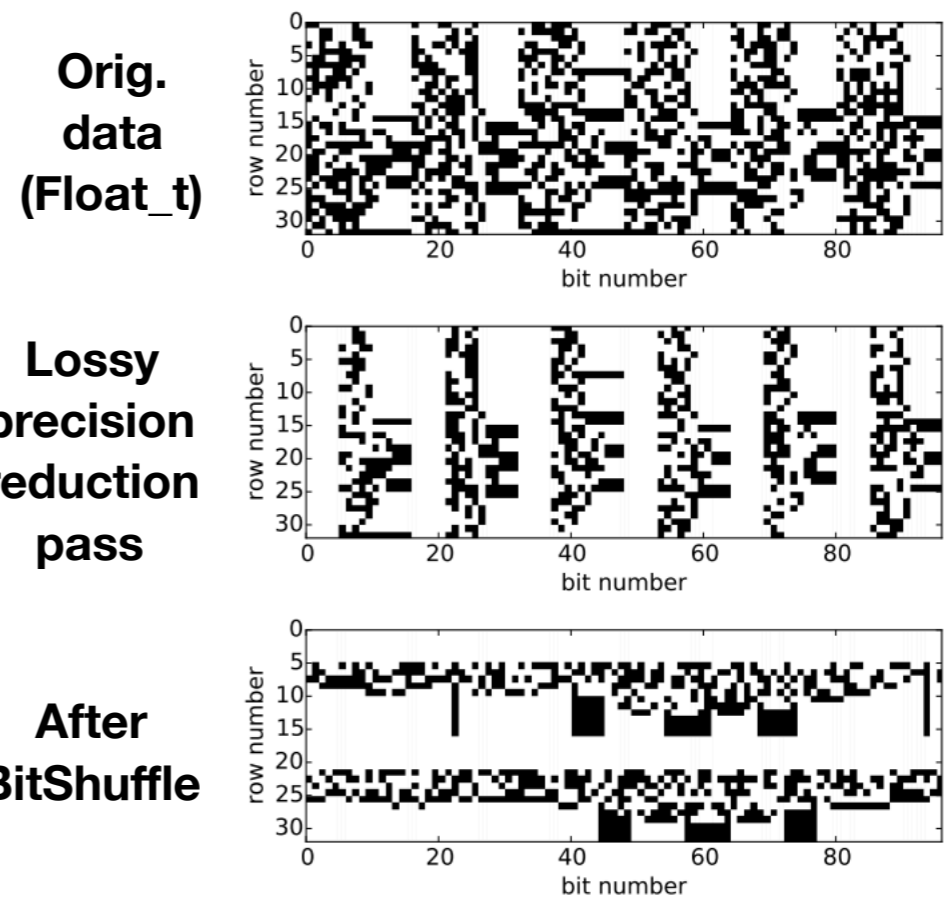 Orig.
data
(Float_t)
row number
0
5
10
15
20
25
30
0 20 40 60 80
bit number
Lossy
precision
reduction
pass
row number
0
5
10
15
20
25
30
0 20 40 60 80
bit number
After
BitShuffle
row number
0
5
10
15
20
25
30
0 20 40 60 80
bit number